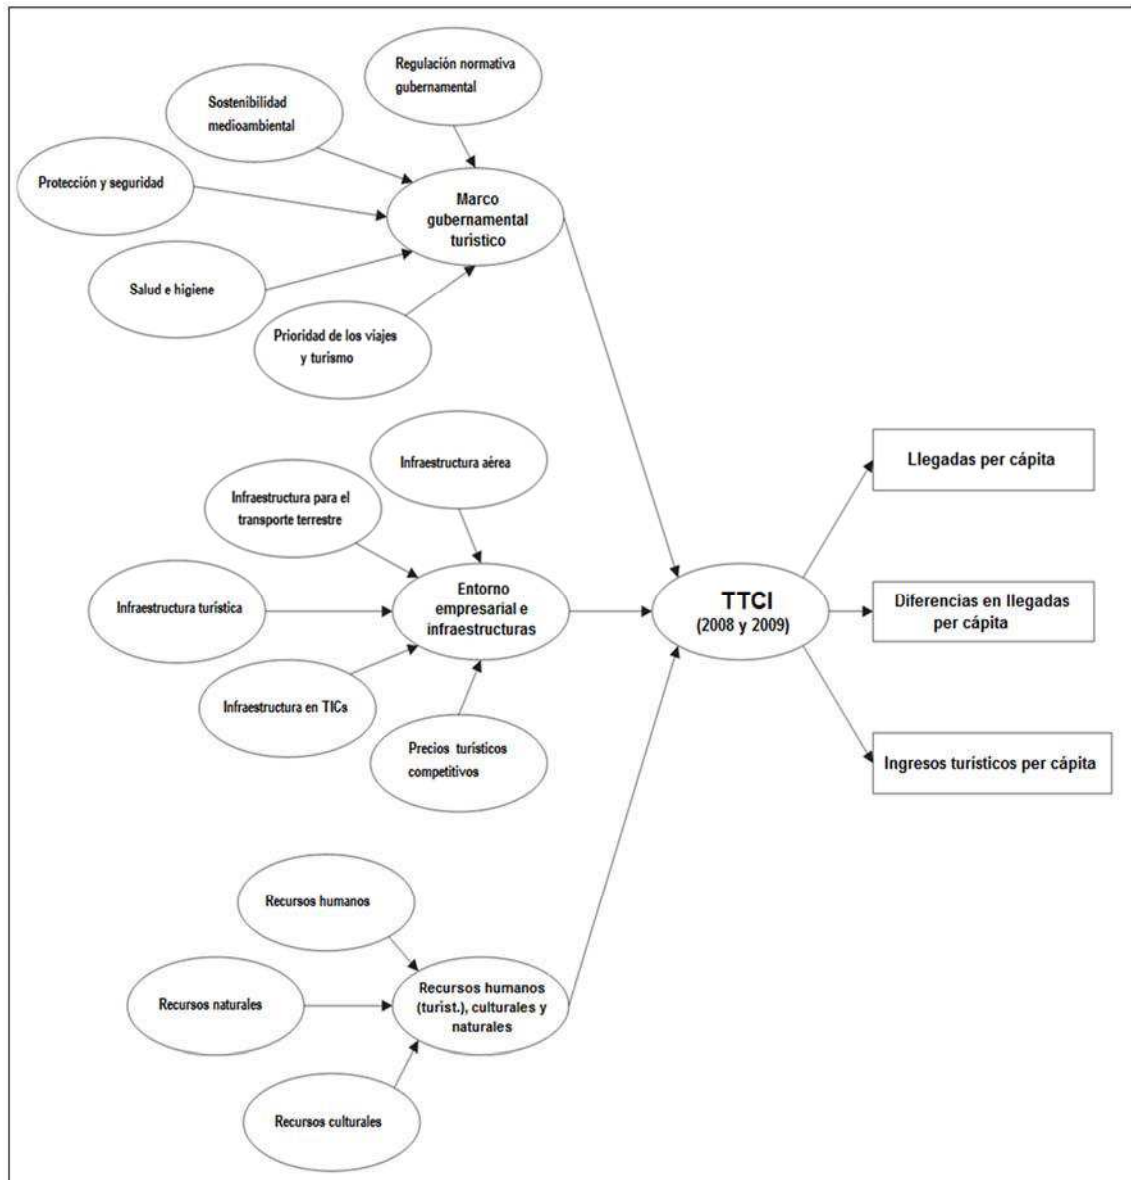 Regulación normativa
gubernamental
Sostenibilidad
medioambiental
Protección y seguridad
Marco
gubernamental
turistico
Salud e higiene
Prioridad de los viajes
y turismo
Infraestructura aérea
Infraestructura para el
transporte terrestre
Infraestructura turística
Entorno
empresarial e
infraestructuras
Infraestructura en TICs
Precios turísticos
competitivos
Recursos humanos
Recursos naturales
Recursos humanos
(turist.), culturales y
naturales
Recursos culturales
TTCI
(2008 y 2009)
Llegadas per cápita
Diferencias en llegadas
per cápita
Ingresos turísticos per cápita